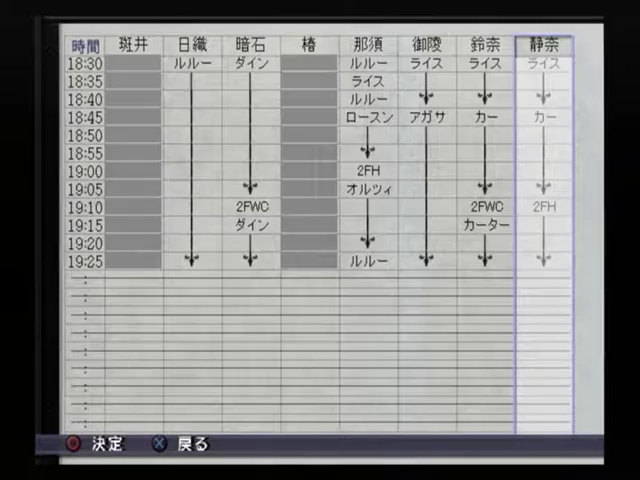 時間 斑井 日織 暗石 椿 那須 御陵 鈴奈 静奈
18:30 ルルー ダイン ルルー ライス ライス ライス
18:35 ライス
18:40 ルルー
18:45 ロースン アガサ カー カー
18:50
18:55
19:00 2FH
19:05 オルツィ
19:10 2FWC 2FWC 2FH
19:15 ダイン カーター
19:20
19:25 ルルー
:
:
:
:
:
:
:
:
:
決定 戻る